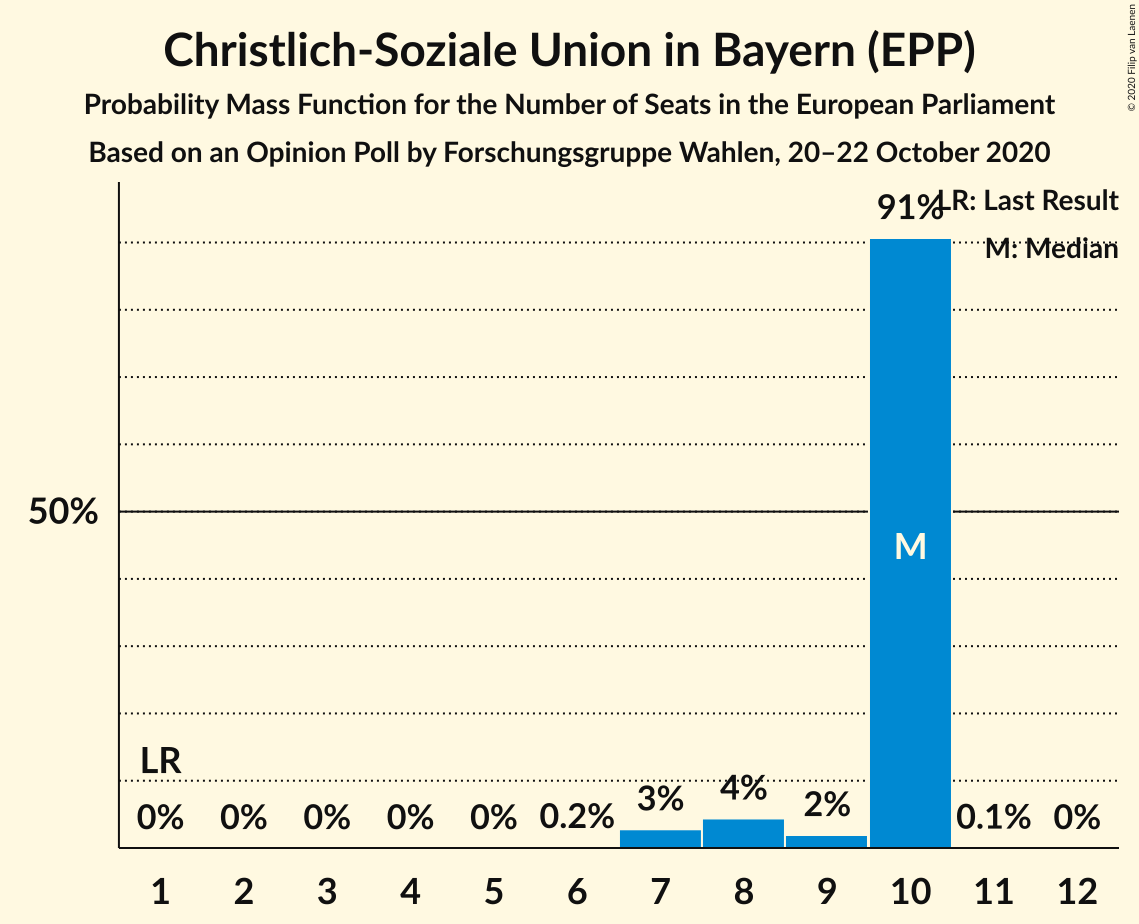 Christlich-Soziale Union in Bayern (EPP)
Probability Mass Function for the Number of Seats in the European Parliament
Based on an Opinion Poll by Forschungsgruppe Wahlen, 20–22 October 2020
© 2020 Filip van Laenen
LR: Last Result
M: Median
91%
50%
M
LR
0% 0% 0% 0% 0% 0.2% 3% 4% 2% 0.1% 0%
1 2 3 4 5 6 7 8 9 10 11 12